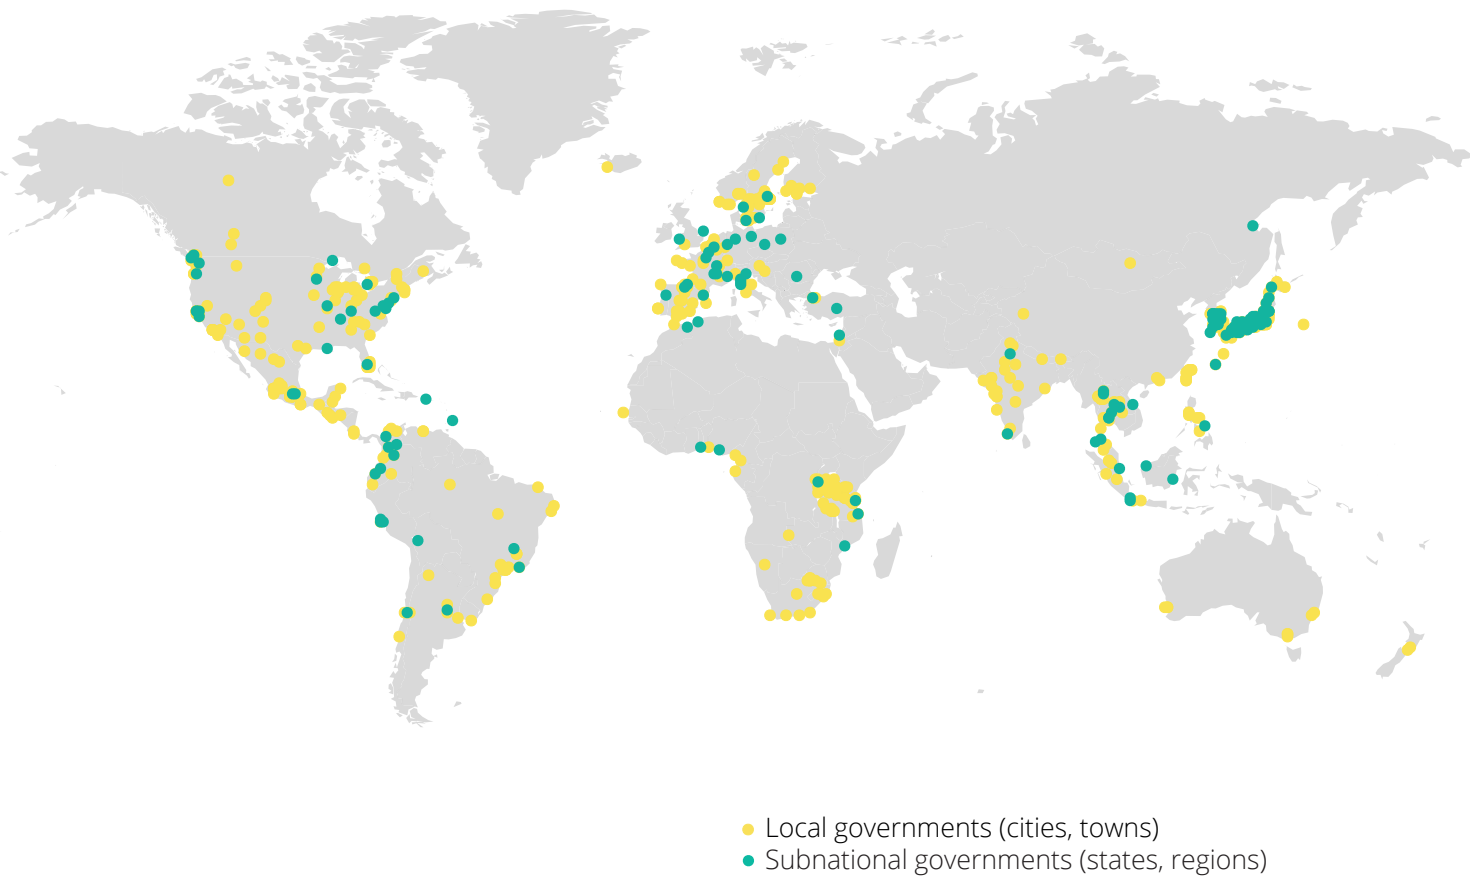 Local governments (cities, towns)
Subnational governments (states, regions)